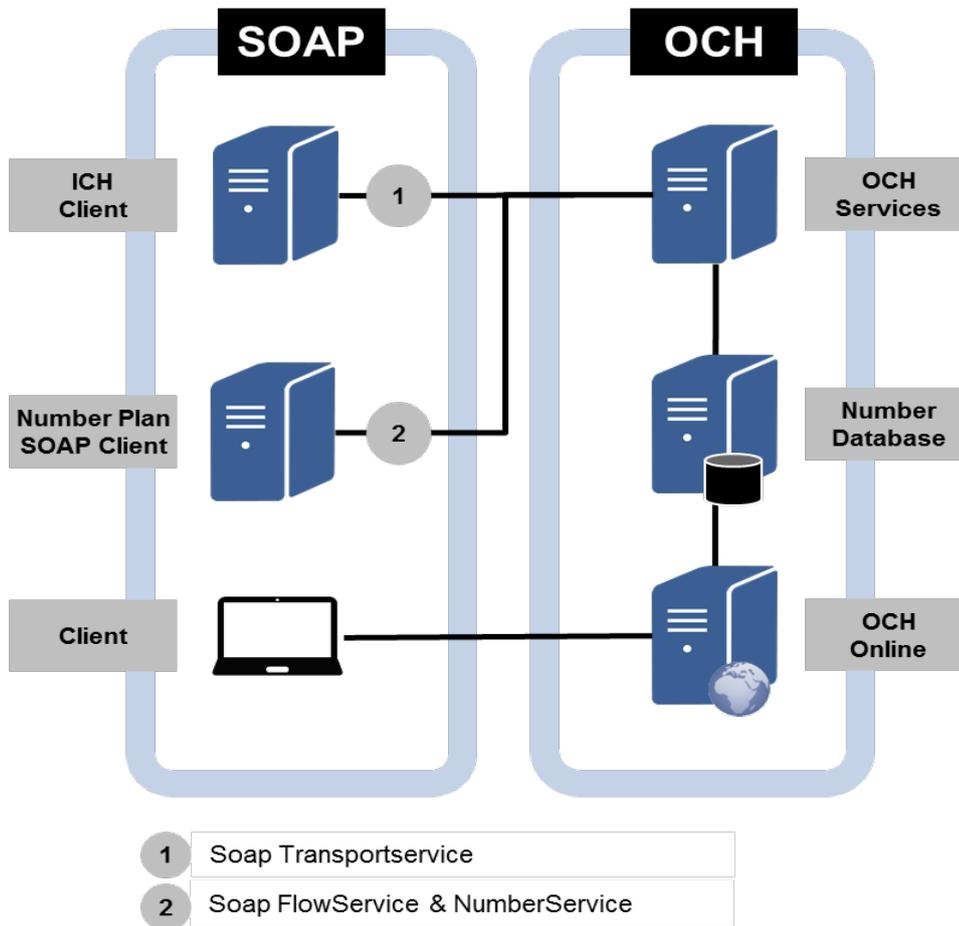 SOAP
OCH
ICH
Client
1
OCH
Services
Number Plan
SOAP Client
2
Number
Database
Client
OCH
Online
1 Soap Transportservice
2 Soap FlowService & NumberService